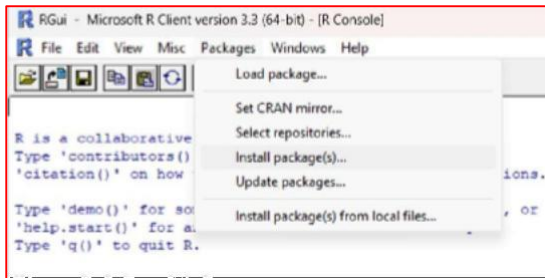 RGui - Microsoft R Client version 3.3 (64-bit) - [R Console]
File Edit View Misc Packages Windows Help
Load package...
Set CRAN mirror...
Select repositories...
Install package(s)...
Update packages...
Install package(s) from local files...
R is a collaborative
Type 'contributors()
'citation()' on how ions.
Type 'demo()' for so , or
'help.start()' for a
Type 'q()' to quit R.